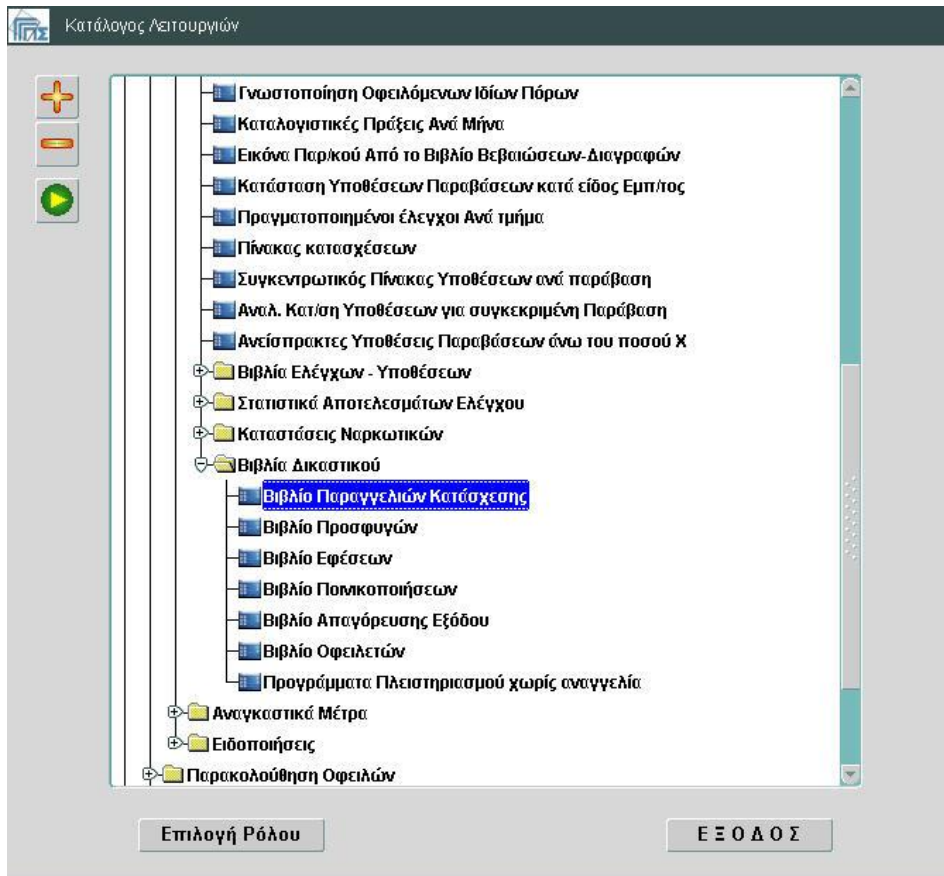 ΓΓΠΣ
Κατάλογος Λειτουργιών
Γνωστοποίηση Οφειλόμενων Ιδίων Πόρων
Καταλογιστικές Πράξεις Ανά Μήνα
Εικόνα Παρ/κού Από το Βιβλίο Βεβαιώσεων-Διαγραφών
Κατάσταση Υποθέσεων Παραβάσεων κατά είδος Εμπ/τος
Πραγματοποιημένοι έλεγχοι Ανά τμήμα
Πίνακας κατασχέσεων
Συγκεντρωτικός Πίνακας Υποθέσεων ανά παράβαση
Αναλ. Κατ/ση Υποθέσεων για συγκεκριμένη Παράβαση
Ανείσπρακτες Υποθέσεις Παραβάσεων άνω του ποσού Χ
Βιβλία Ελέγχων - Υποθέσεων
Στατιστικά Αποτελεσμάτων Ελέγχου
Καταστάσεις Ναρκωτικών
Βιβλία Δικαστικού
Βιβλίο Παραγγελιών Κατάσχεσης
Βιβλίο Προσφυγών
Βιβλίο Εφέσεων
Βιβλίο Ποινικοποιήσεων
Βιβλίο Απαγόρευσης Εξόδου
Βιβλίο Οφειλετών
Προγράμματα Πλειστηριασμού χωρίς αναγγελία
Αναγκαστικά Μέτρα
Ειδοποιήσεις
Παρακολούθηση Οφειλών
Επιλογή Ρόλου
ΕΞΟΔΟΣ